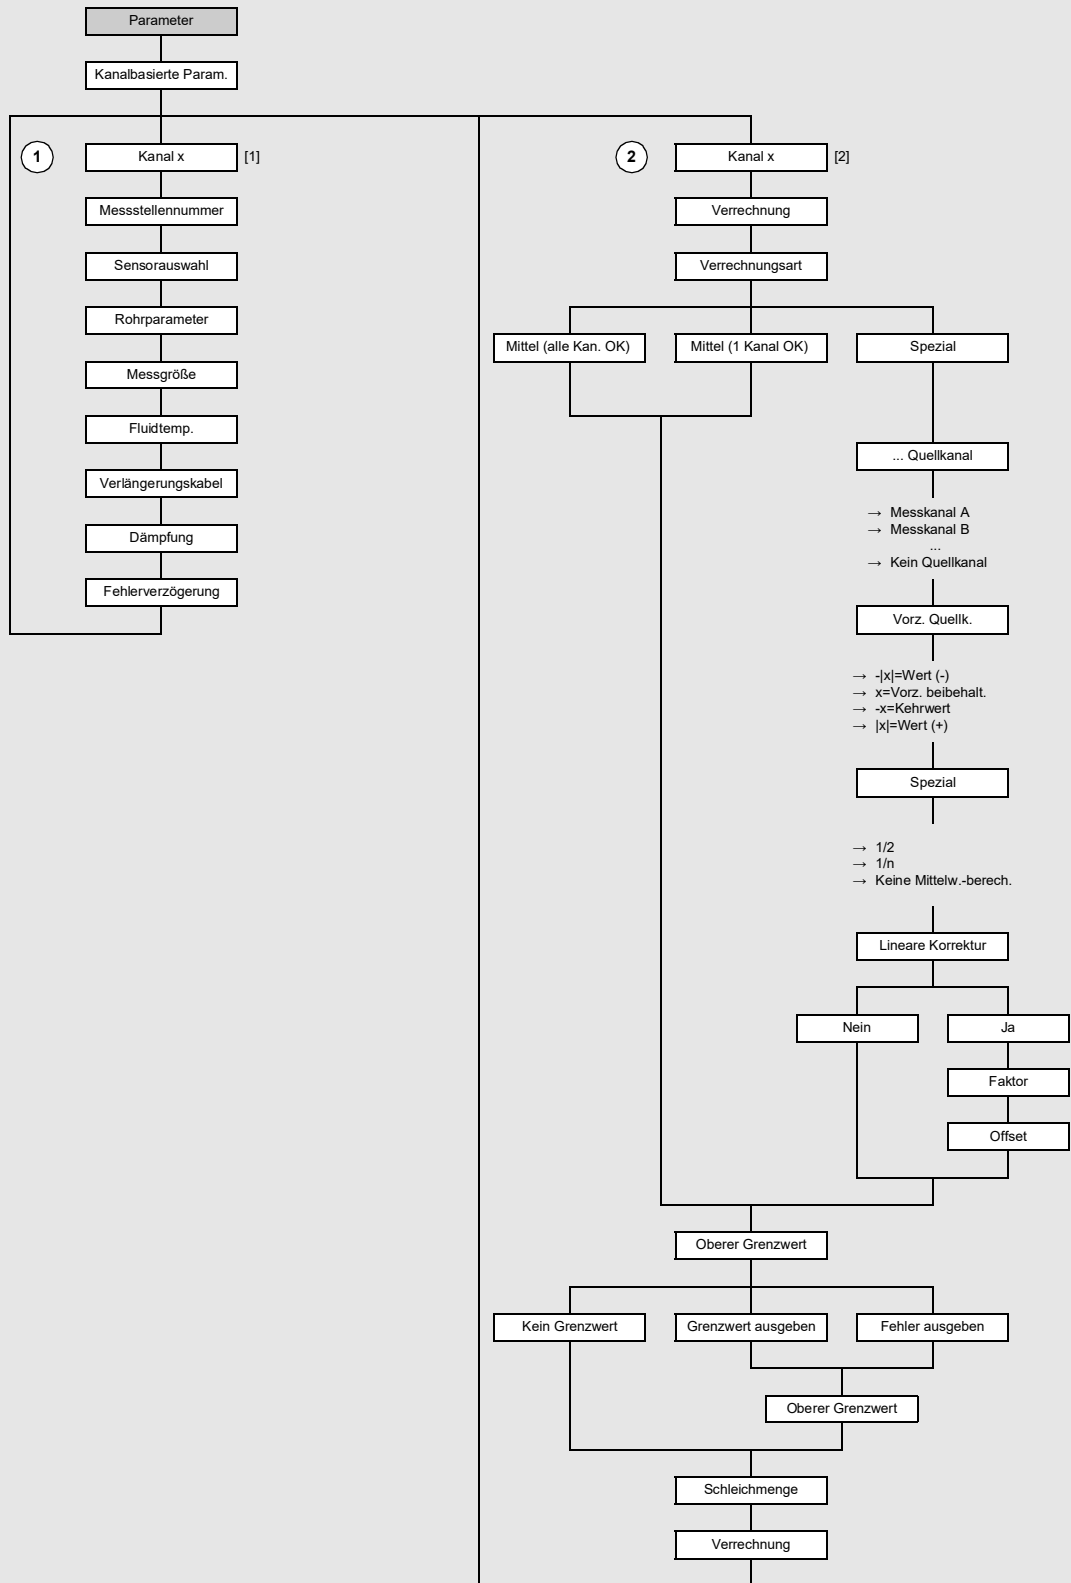 Parameter
Kanalbasierte Param.
1
Kanal x
[1]
Messstellennummer
Sensorauswahl
Rohrparameter
Messgröße
Fluidtemp.
Verlängerungskabel
Dämpfung
Fehlerverzögerung
2
Kanal x
[2]
Verrechnung
Verrechnungsart
Mittel (alle Kan. OK)
Mittel (1 Kanal OK)
Spezial
... Quellkanal
→ Messkanal A
→ Messkanal B
...
→ Kein Quellkanal
Vorz. Quellk.
→ -|x|=Wert (-)
→ x=Vorz. beibehalt.
→ -x=Kehrwert
→ |x|=Wert (+)
Spezial
→ 1/2
→ 1/n
→ Keine Mittelw.-berech.
Lineare Korrektur
Nein
Ja
Faktor
Offset
Oberer Grenzwert
Kein Grenzwert
Grenzwert ausgeben
Fehler ausgeben
Oberer Grenzwert
Schleichmenge
Verrechnung